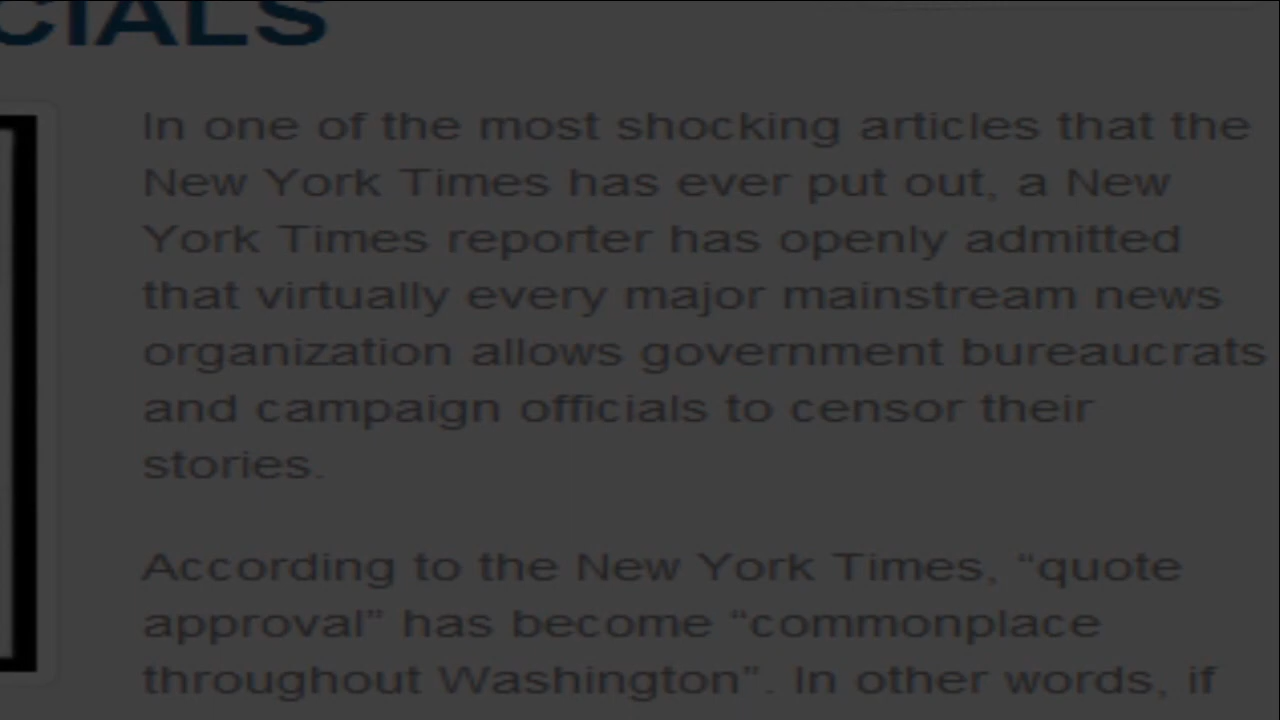 CIALS
In one of the most shocking articles that the
New York Times has ever put out, a New
York Times reporter has openly admitted
that virtually every major mainstream news
organization allows government bureaucrats
and campaign officials to censor their
stories.
According to the New York Times, “quote
approval” has become “commonplace
throughout Washington”. In other words, if